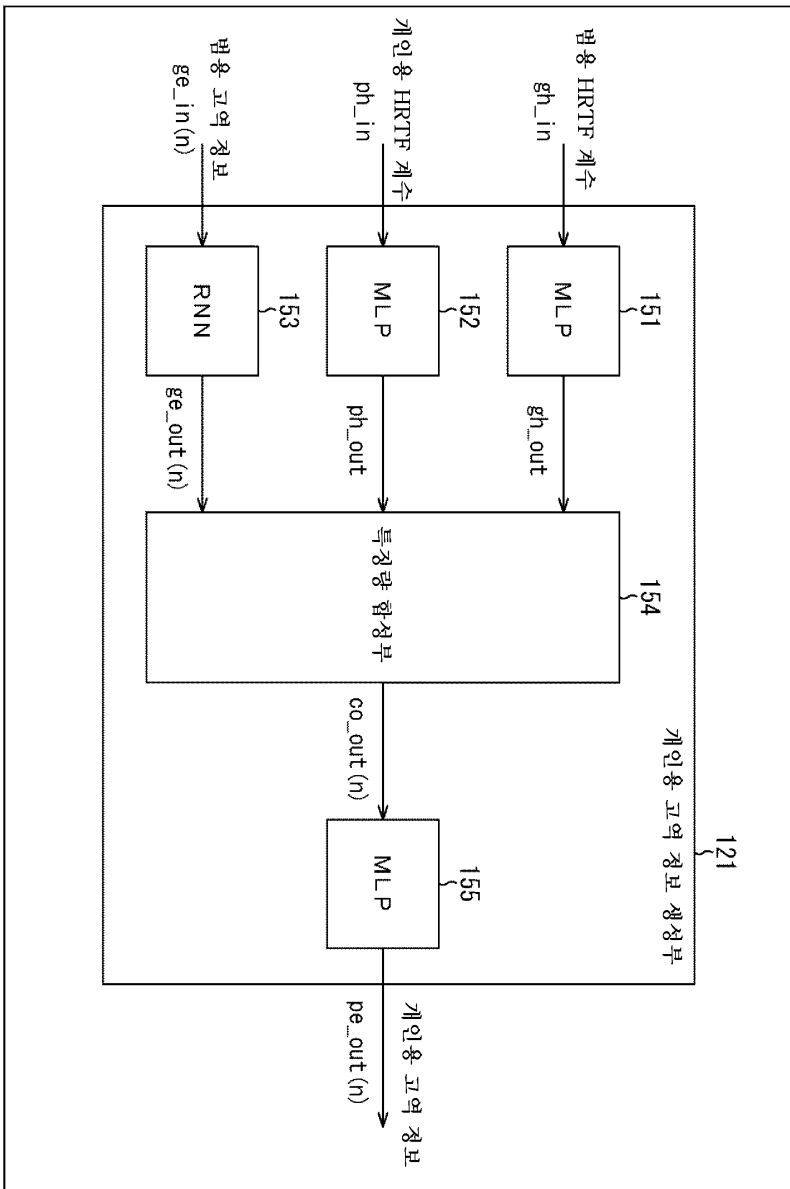 121
개인용 고역 정보 생성부
범용 HRTF 계수
gh_in
151
MLP
gh_out
개인용 HRTF 계수
ph_in
152
MLP
ph_out
범용 고역 정보
ge_in(n)
153
RNN
ge_out(n)
154
특징량 합성부
co_out(n)
155
MLP
개인용 고역 정보
pe_out(n)